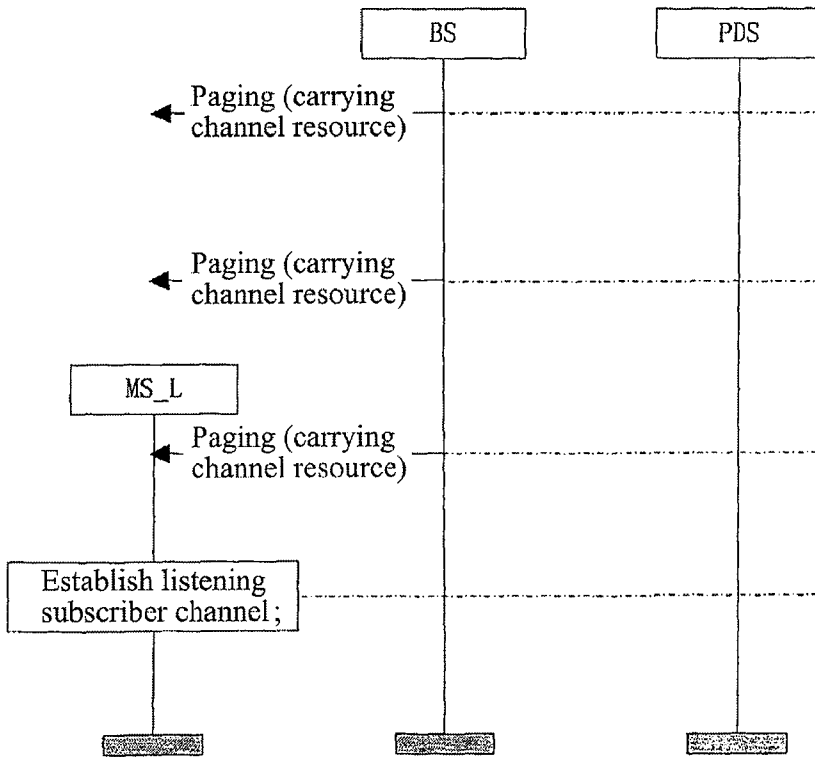 BS
PDS
Paging (carrying
channel resource)
Paging (carrying
channel resource)
MS_L
Paging (carrying
channel resource)
Establish listening
subscriber channel;